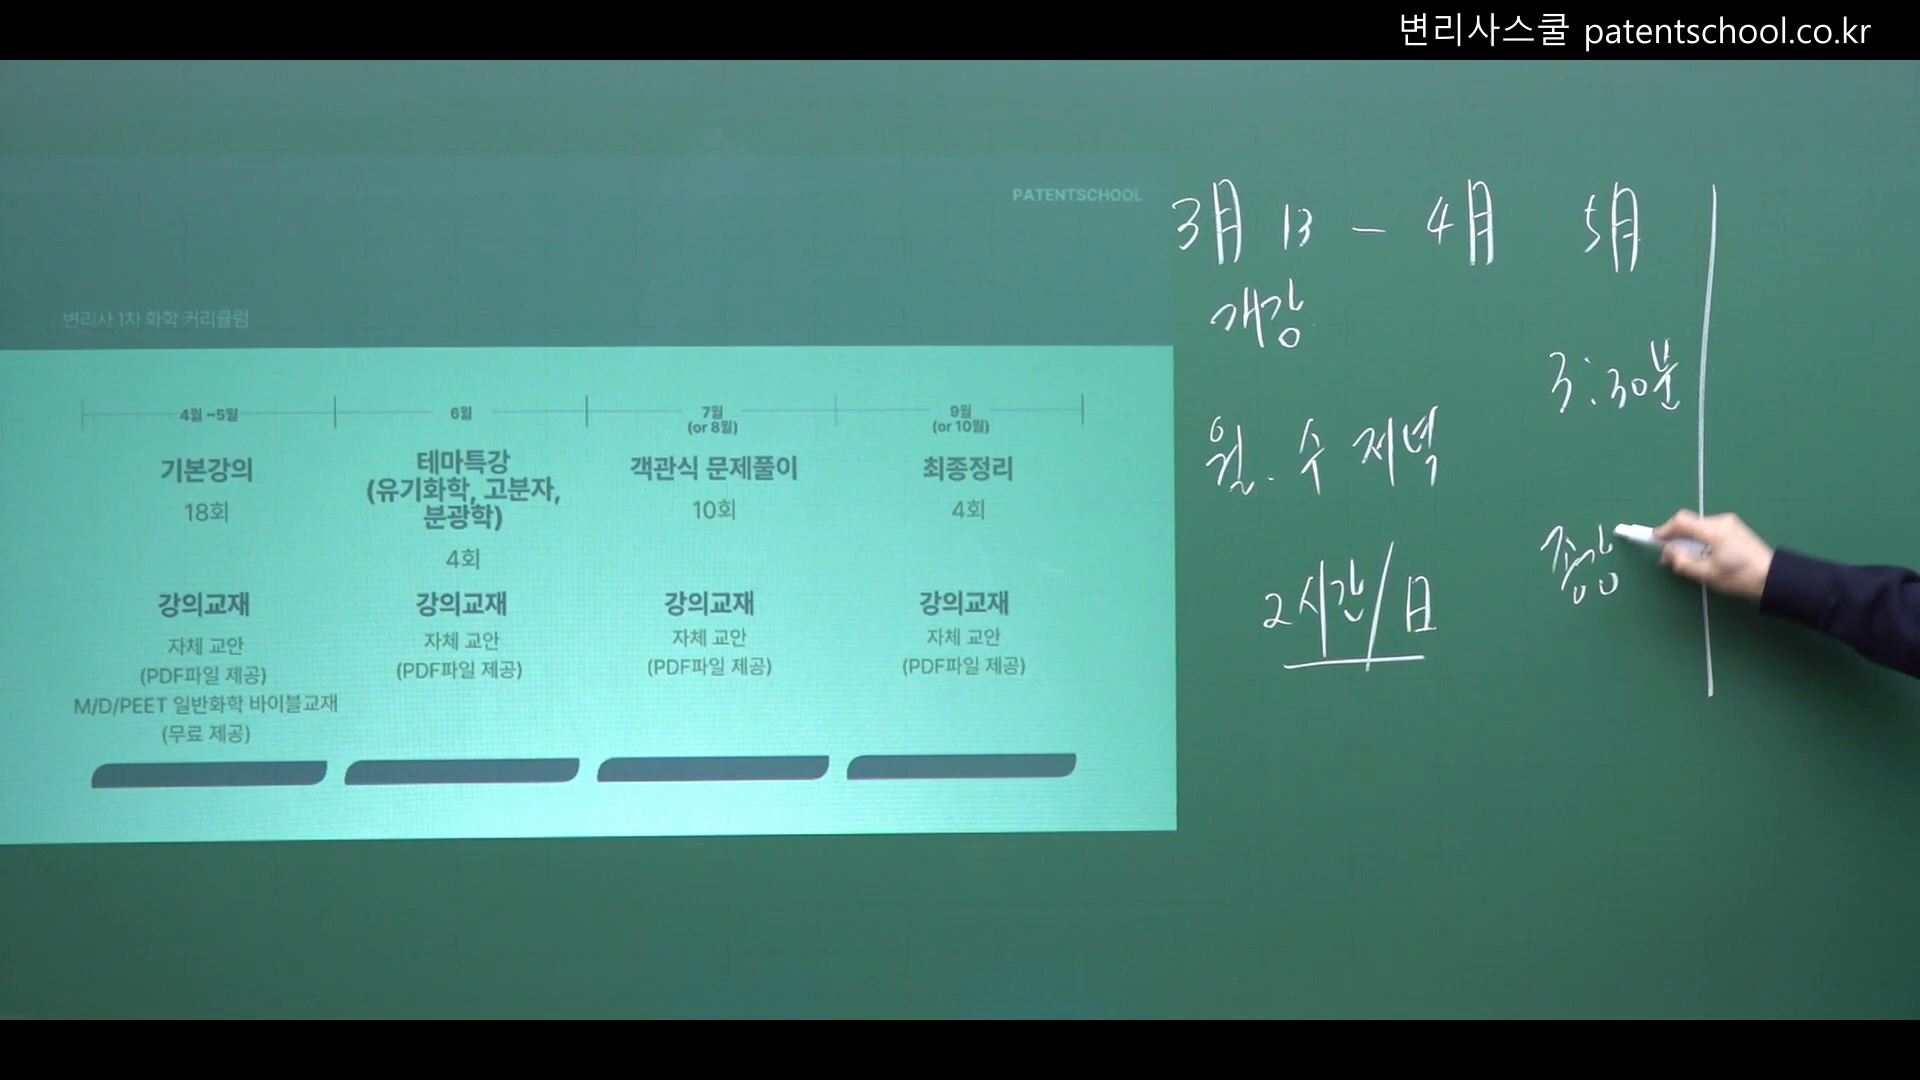 변리사스쿨 patentschool.co.kr
PATENTSCHOOL
변리사 1차 화학 커리큘럼
4월 ~5월
기본강의
18회
강의교재
자체 교안
(PDF파일 제공)
M/D/PEET 일반화학 바이블교재
(무료 제공)
6월
테마특강
(유기화학, 고분자,
분광학)
4회
강의교재
자체 교안
(PDF파일 제공)
7월
(or 8월)
객관식 문제풀이
10회
강의교재
자체 교안
(PDF파일 제공)
9월
(or 10월)
최종정리
4회
강의교재
자체 교안
(PDF파일 제공)
3月 13 - 4月 5月
개강
3:30분
월.수 저녁
종강
2시간/日